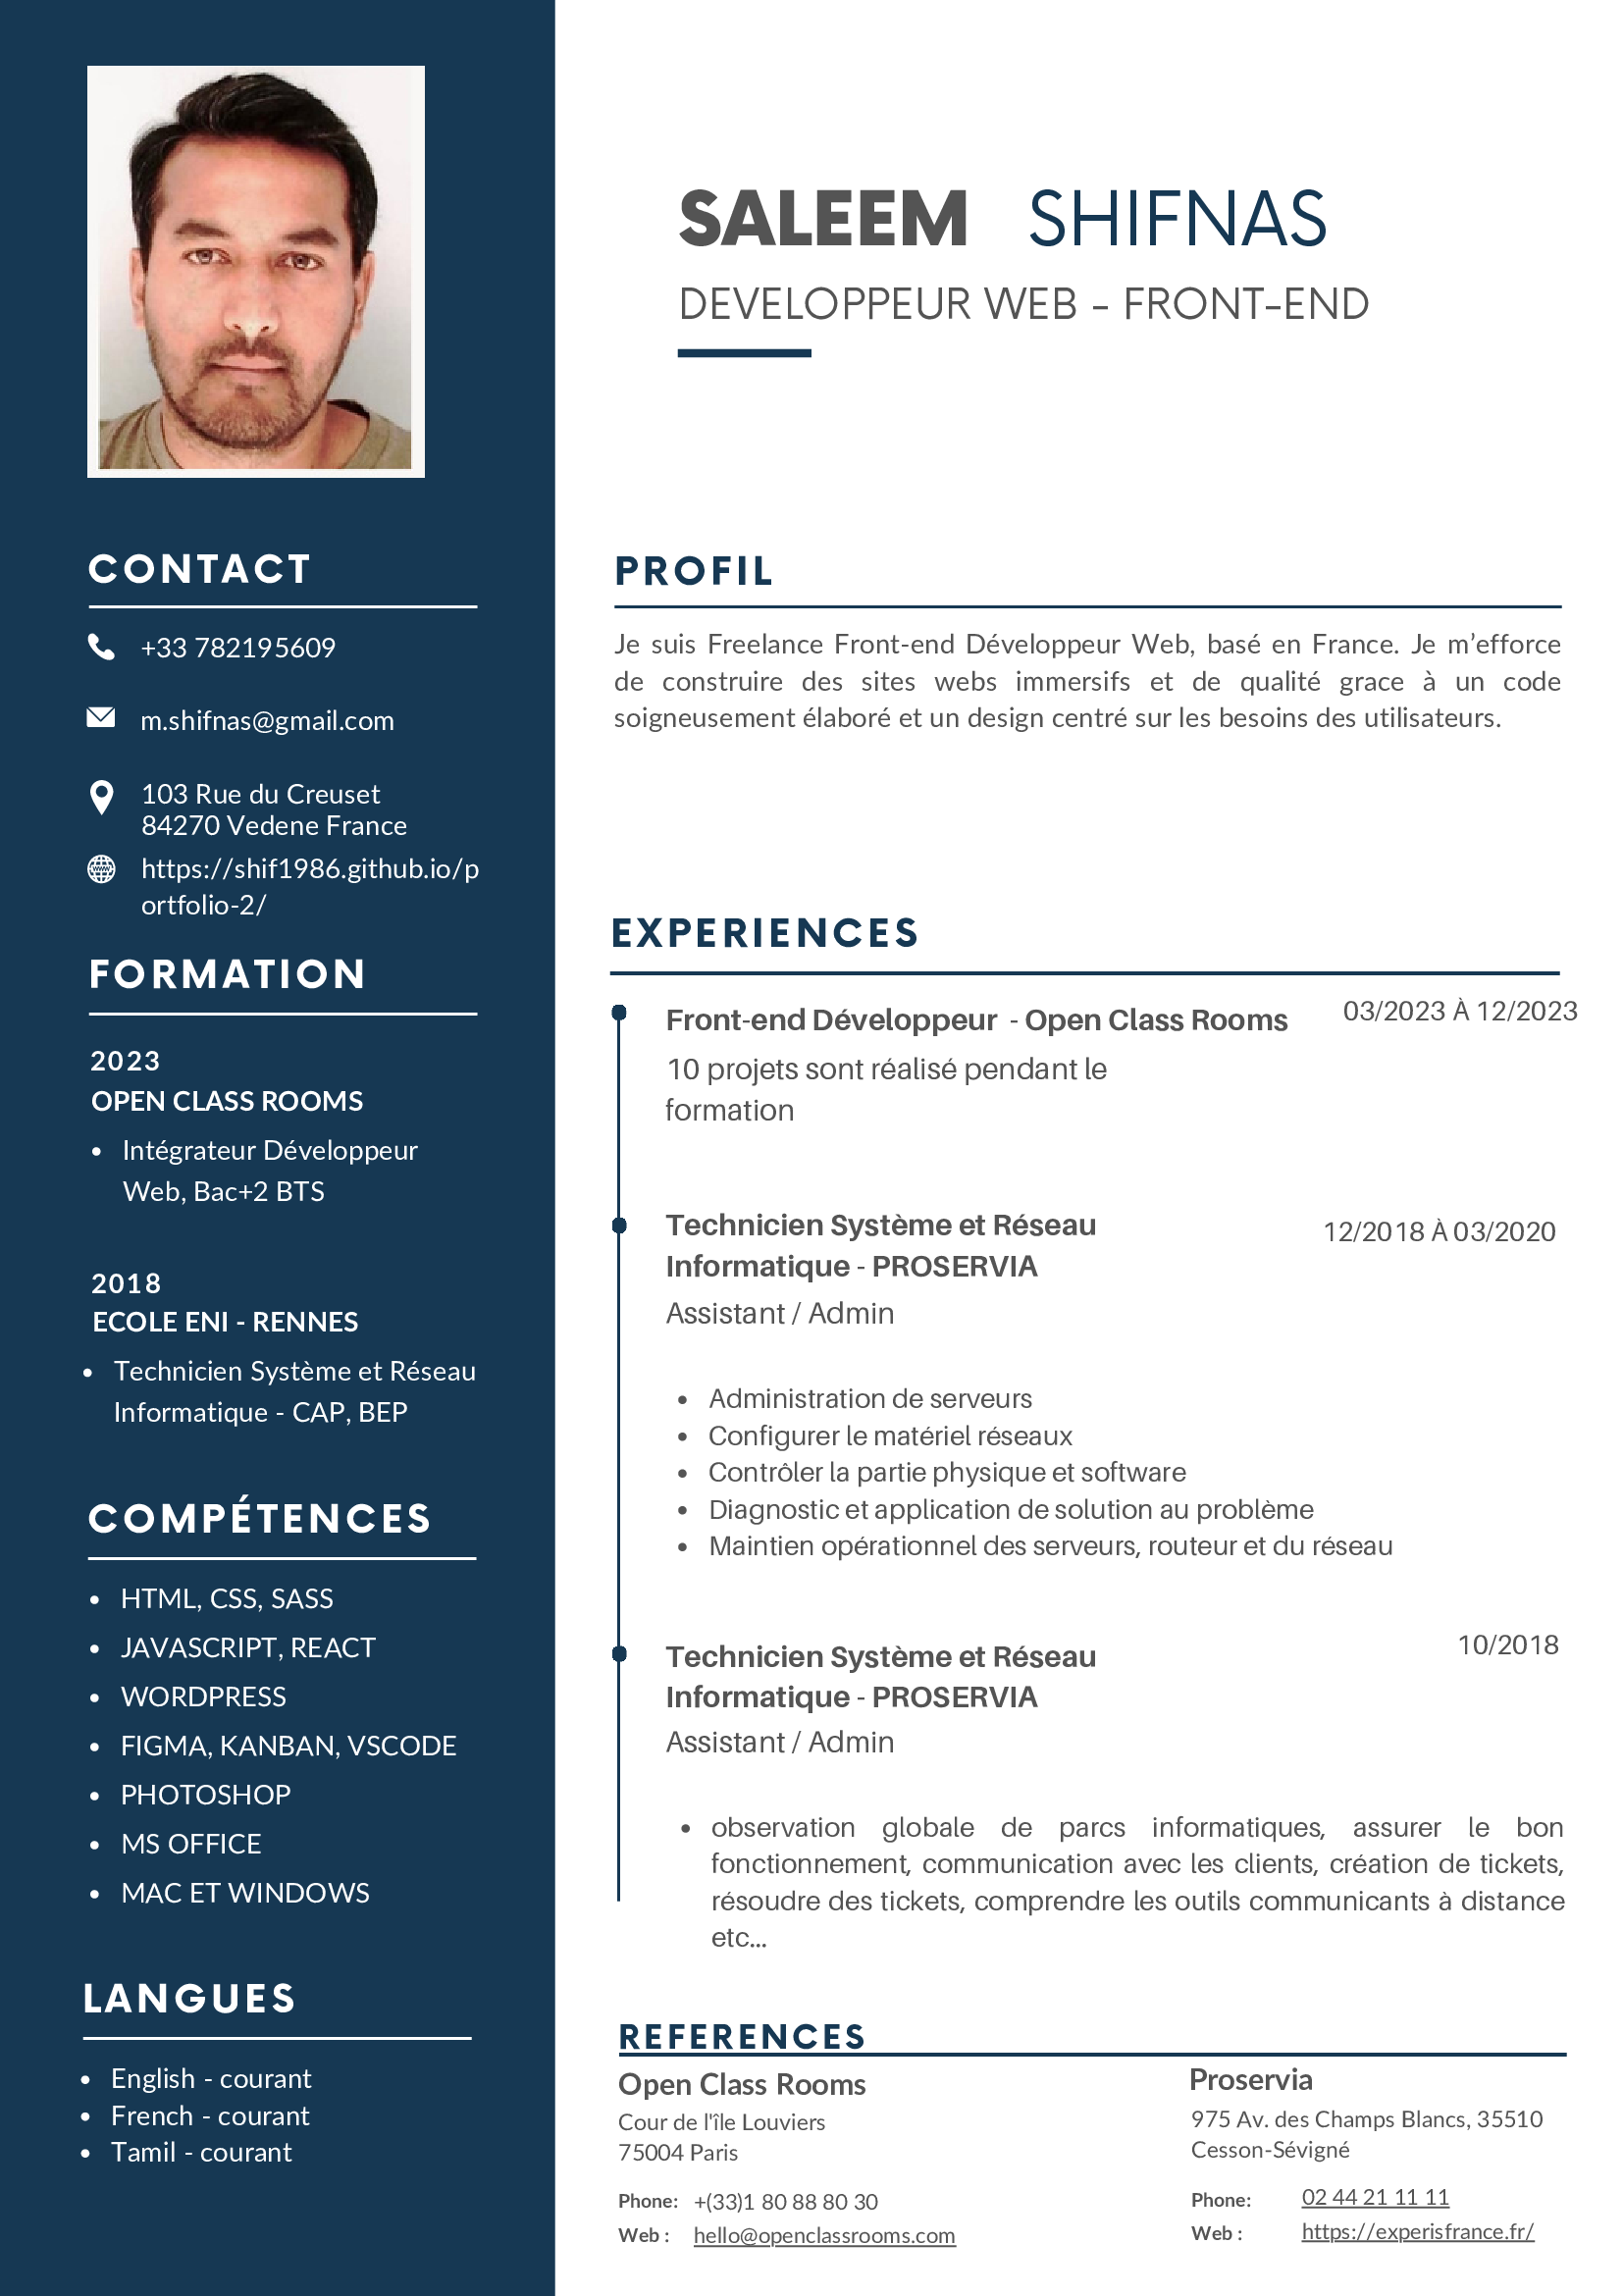 SALEEM SHIFNAS
DEVELOPPEUR WEB - FRONT-END
CONTACT
+33 782195609
m.shifnas@gmail.com
103 Rue du Creuset
84270 Vedene France
https://shif1986.github.io/p
ortfolio-2/
FORMATION
2023
OPEN CLASS ROOMS
• Intégrateur Développeur
Web, Bac+2 BTS
2018
ECOLE ENI - RENNES
• Technicien Système et Réseau
Informatique - CAP, BEP
COMPÉTENCES
• HTML, CSS, SASS
• JAVASCRIPT, REACT
• WORDPRESS
• FIGMA, KANBAN, VSCODE
• PHOTOSHOP
• MS OFFICE
• MAC ET WINDOWS
LANGUES
• English - courant
• French - courant
• Tamil - courant
PROFIL
Je suis Freelance Front-end Développeur Web, basé en France. Je m’efforce
de construire des sites webs immersifs et de qualité grace à un code
soigneusement élaboré et un design centré sur les besoins des utilisateurs.
EXPERIENCES
Front-end Développeur - Open Class Rooms 03/2023 À 12/2023
10 projets sont réalisé pendant le
formation
Technicien Système et Réseau 12/2018 À 03/2020
Informatique - PROSERVIA
Assistant / Admin
• Administration de serveurs
• Configurer le matériel réseaux
• Contrôler la partie physique et software
• Diagnostic et application de solution au problème
• Maintien opérationnel des serveurs, routeur et du réseau
Technicien Système et Réseau 10/2018
Informatique - PROSERVIA
Assistant / Admin
• observation globale de parcs informatiques, assurer le bon
fonctionnement, communication avec les clients, création de tickets,
résoudre des tickets, comprendre les outils communicants à distance
etc...
REFERENCES
Open Class Rooms
Cour de l'île Louviers
75004 Paris
Phone: +(33)1 80 88 80 30
Web : hello@openclassrooms.com
Proservia
975 Av. des Champs Blancs, 35510
Cesson-Sévigné
Phone: 02 44 21 11 11
Web : https://experisfrance.fr/